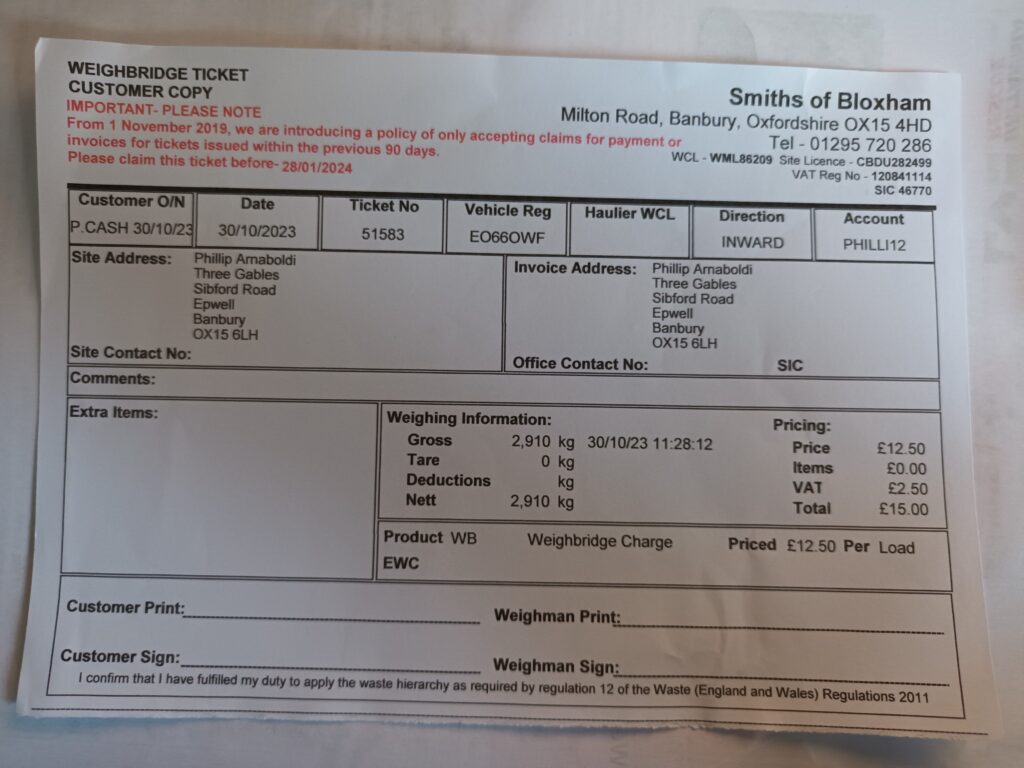 WEIGHBRIDGE TICKET
CUSTOMER COPY
IMPORTANT- PLEASE NOTE
From 1 November 2019, we are introducing a policy of only accepting claims for payment or
invoices for tickets issued within the previous 90 days.
Please claim this ticket before- 28/01/2024
Smiths of Bloxham
Milton Road, Banbury, Oxfordshire OX15 4HD
Tel - 01295 720 286
WCL - WML86209 Site Licence - CBDU282499
VAT Reg No - 120841114
SIC 46770
Customer O/N Date Ticket No Vehicle Reg Haulier WCL Direction Account
P.CASH 30/10/23 30/10/2023 51583 EO66OWF INWARD PHILLI12
Site Address: Phillip Arnaboldi
Three Gables
Sibford Road
Epwell
Banbury
OX15 6LH
Site Contact No:
Invoice Address: Phillip Arnaboldi
Three Gables
Sibford Road
Epwell
Banbury
OX15 6LH
Office Contact No: SIC
Comments:
Extra Items:
Weighing Information:
Gross 2,910 kg 30/10/23 11:28:12
Tare 0 kg
Deductions kg
Nett 2,910 kg
Pricing:
Price £12.50
Items £0.00
VAT £2.50
Total £15.00
Product WB Weighbridge Charge Priced £12.50 Per Load
EWC
Customer Print: Weighman Print:
Customer Sign: Weighman Sign:
I confirm that I have fulfilled my duty to apply the waste hierarchy as required by regulation 12 of the Waste (England and Wales) Regulations 2011